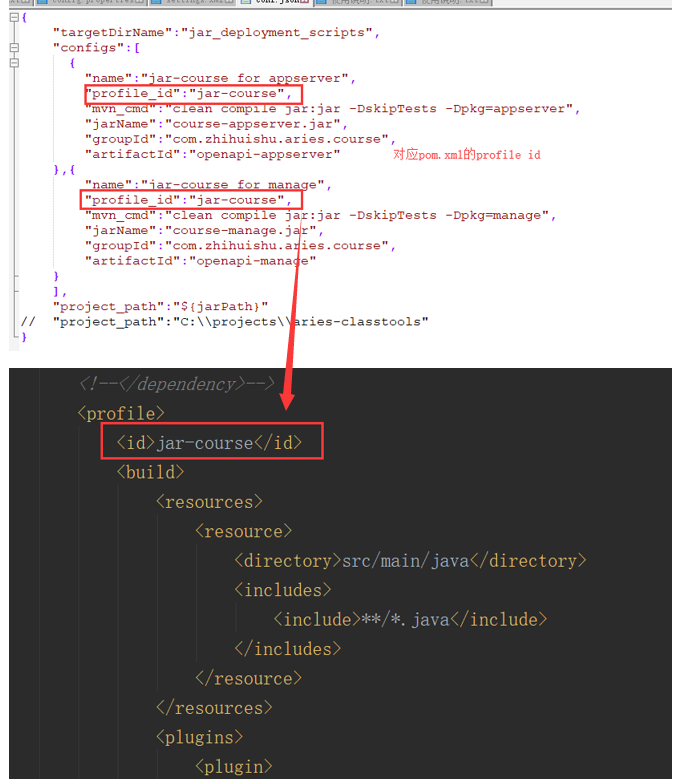 {
"targetDirName":"jar_deployment_scripts",
"configs":[
{
"name":"jar-course for appserver",
"profile_id":"jar-course",
"mvn_cmd":"clean compile jar:jar -DskipTests -Dpkg=appserver",
"jarName":"course-appserver.jar",
"groupId":"com.zhihuishu.aries.course",
"artifactId":"openapi-appserver" 对应pom.xml的profile id
},{
"name":"jar-course for manage",
"profile_id":"jar-course",
"mvn_cmd":"clean compile jar:jar -DskipTests -Dpkg=manage",
"jarName":"course-manage.jar",
"groupId":"com.zhihuishu.aries.course",
"artifactId":"openapi-manage"
}
],
"project_path":"${jarPath}"
// "project_path":"C:\\projects\\aries-classtools"
}
<!--</dependency>-->
<profile>
<id>jar-course</id>
<build>
<resources>
<resource>
<directory>src/main/java</directory>
<includes>
<include>**/*.java</include>
</includes>
</resource>
</resources>
<plugins>
<plugin>